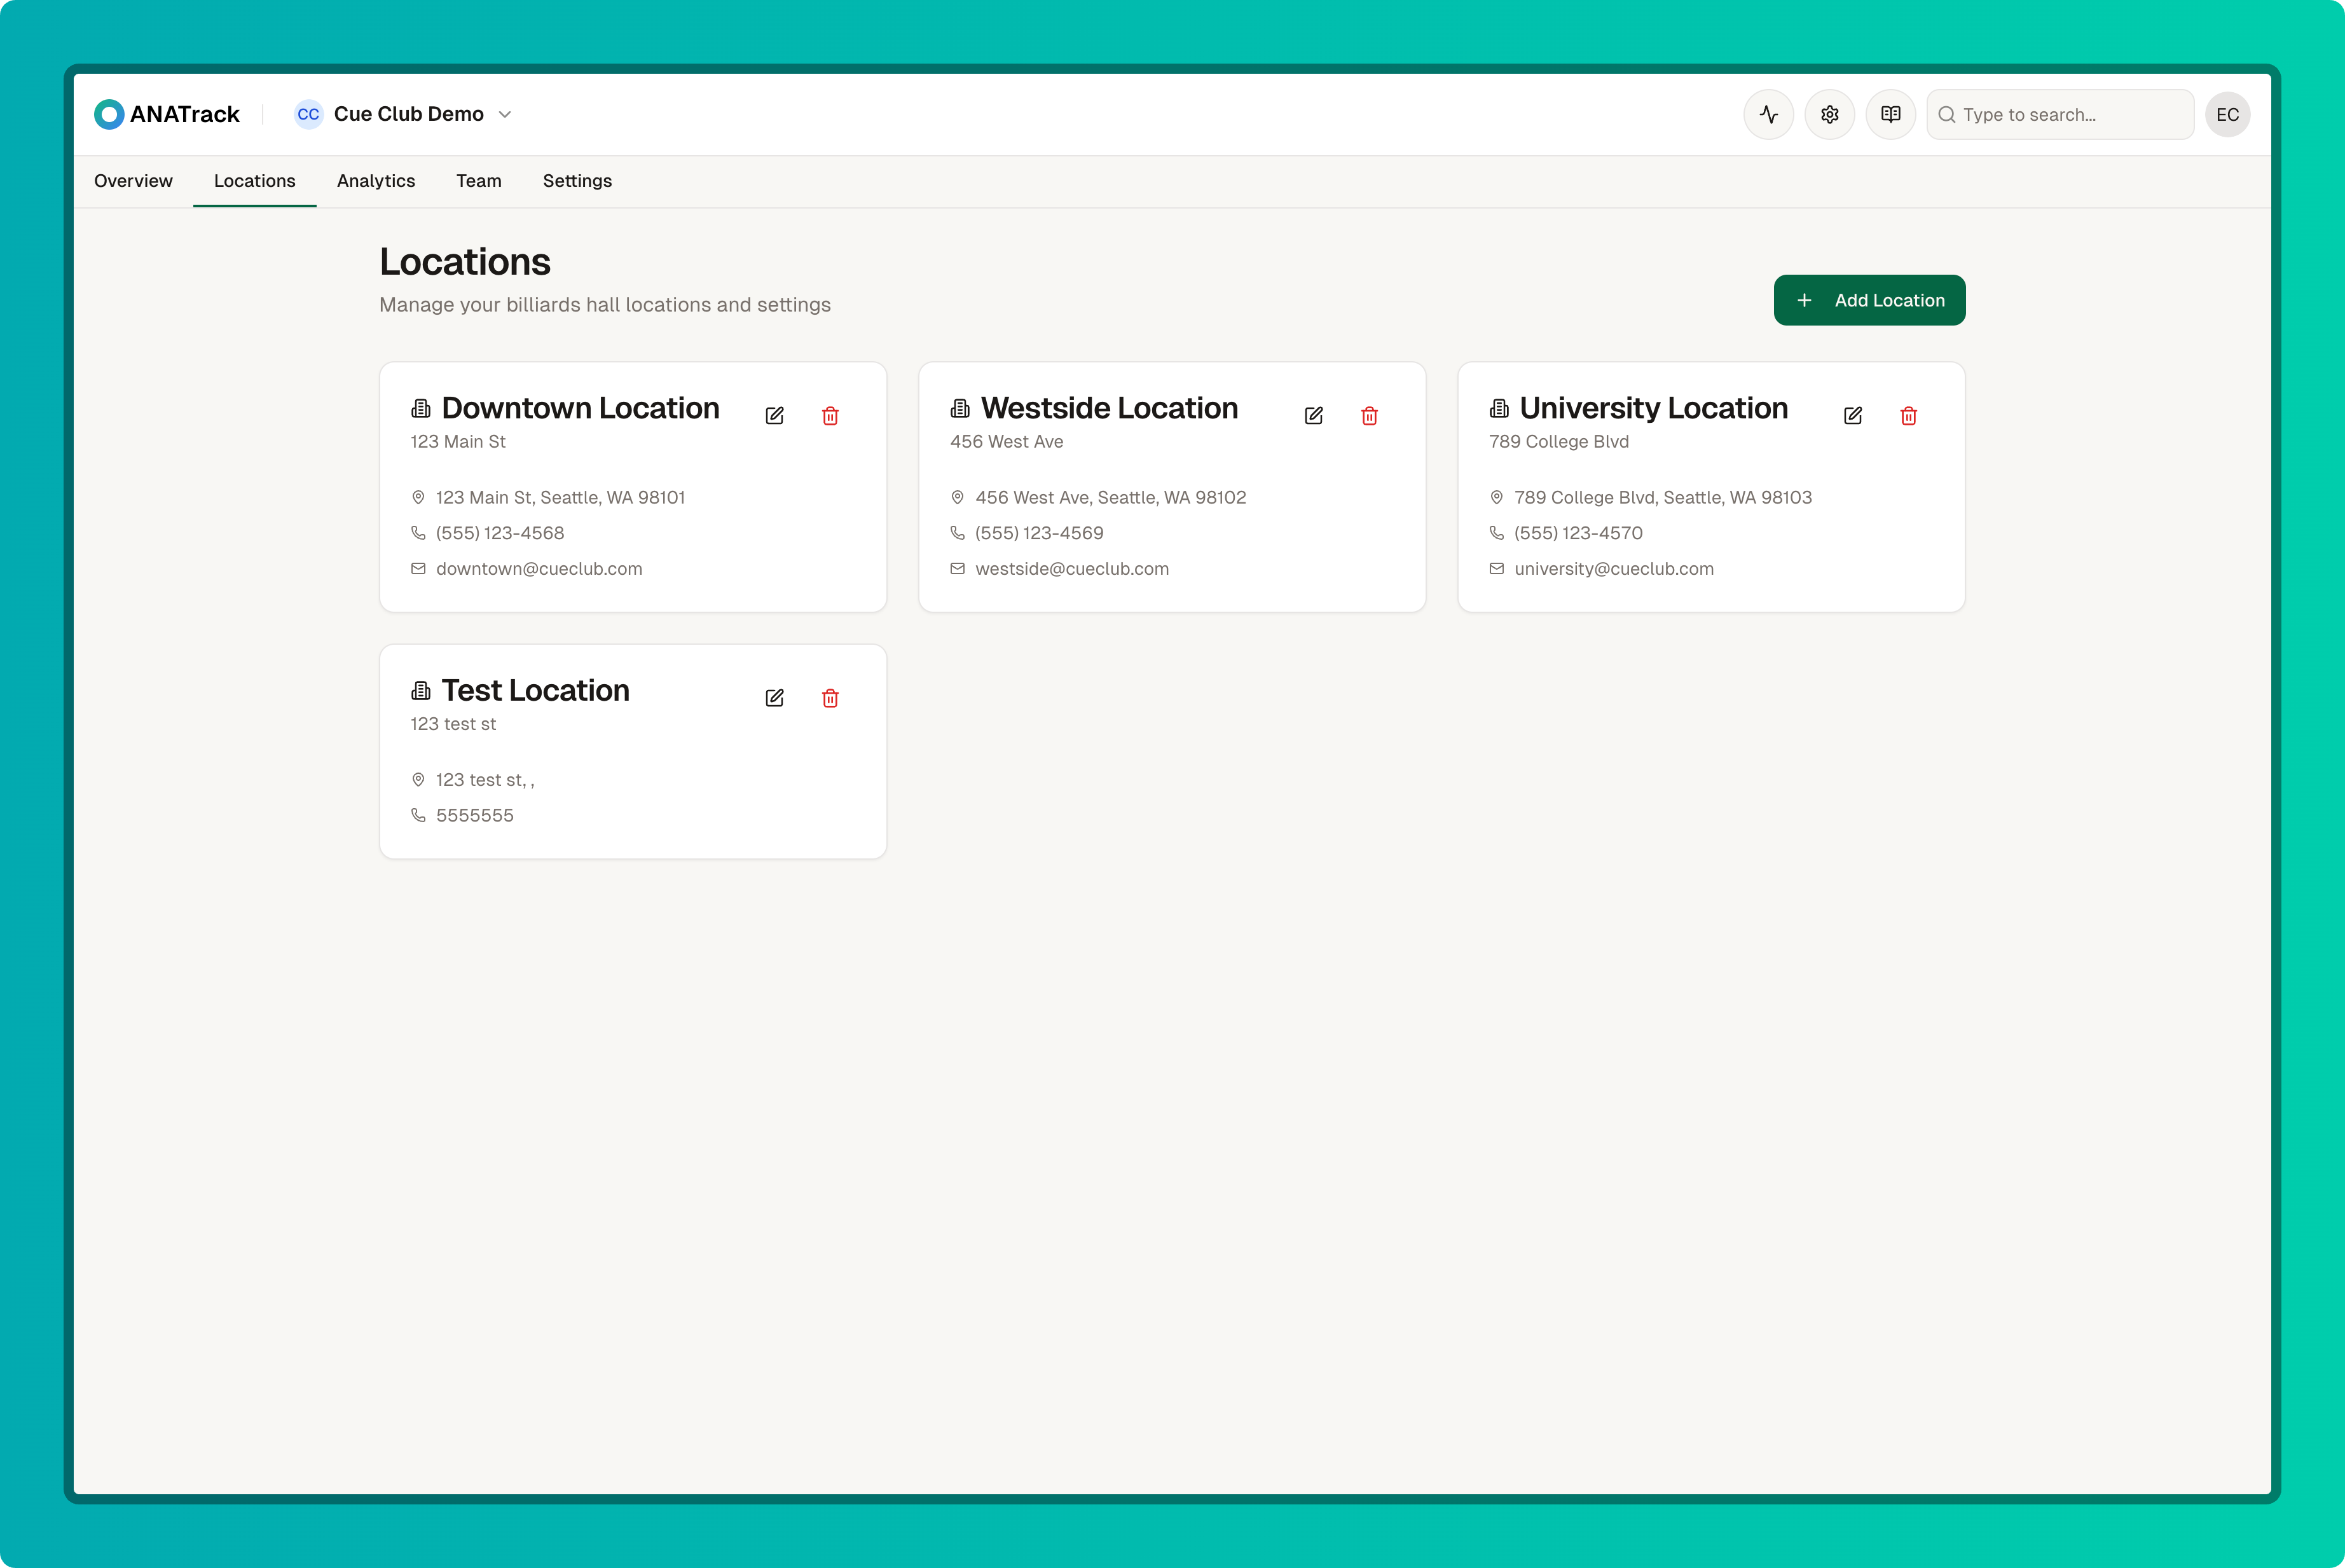 ANATrack
CC Cue Club Demo
Type to search...
EC
Overview Locations Analytics Team Settings
Locations
Manage your billiards hall locations and settings
Add Location
Downtown Location
123 Main St
123 Main St, Seattle, WA 98101
(555) 123-4568
downtown@cueclub.com
Westside Location
456 West Ave
456 West Ave, Seattle, WA 98102
(555) 123-4569
westside@cueclub.com
University Location
789 College Blvd
789 College Blvd, Seattle, WA 98103
(555) 123-4570
university@cueclub.com
Test Location
123 test st
123 test st, ,
5555555